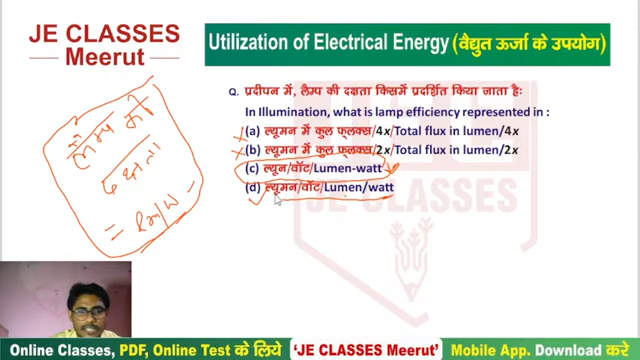 JE CLASSES
Meerut
Utilization of Electrical Energy (वैद्युत ऊर्जा के उपयोग)
Q. प्रदीपन में, लैम्प की दक्षता किसमें प्रदर्शित किया जाता है:
In Illumination, what is lamp efficiency represented in :
(a) ल्यूमन में कुल फ्लक्स/4x/Total flux in lumen/4x
(b) ल्यूमन में कुल फ्लक्स/2x/Total flux in lumen/2x
(c) ल्यून/वॉट/Lumen-watt
(d) ल्यूमन/वॉट/Lumen/watt
लैम्प की
दक्षता
= lm/W
JE CLASSES
Online Classes, PDF, Online Test के लिये 'JE CLASSES Meerut' Mobile App. Download करे